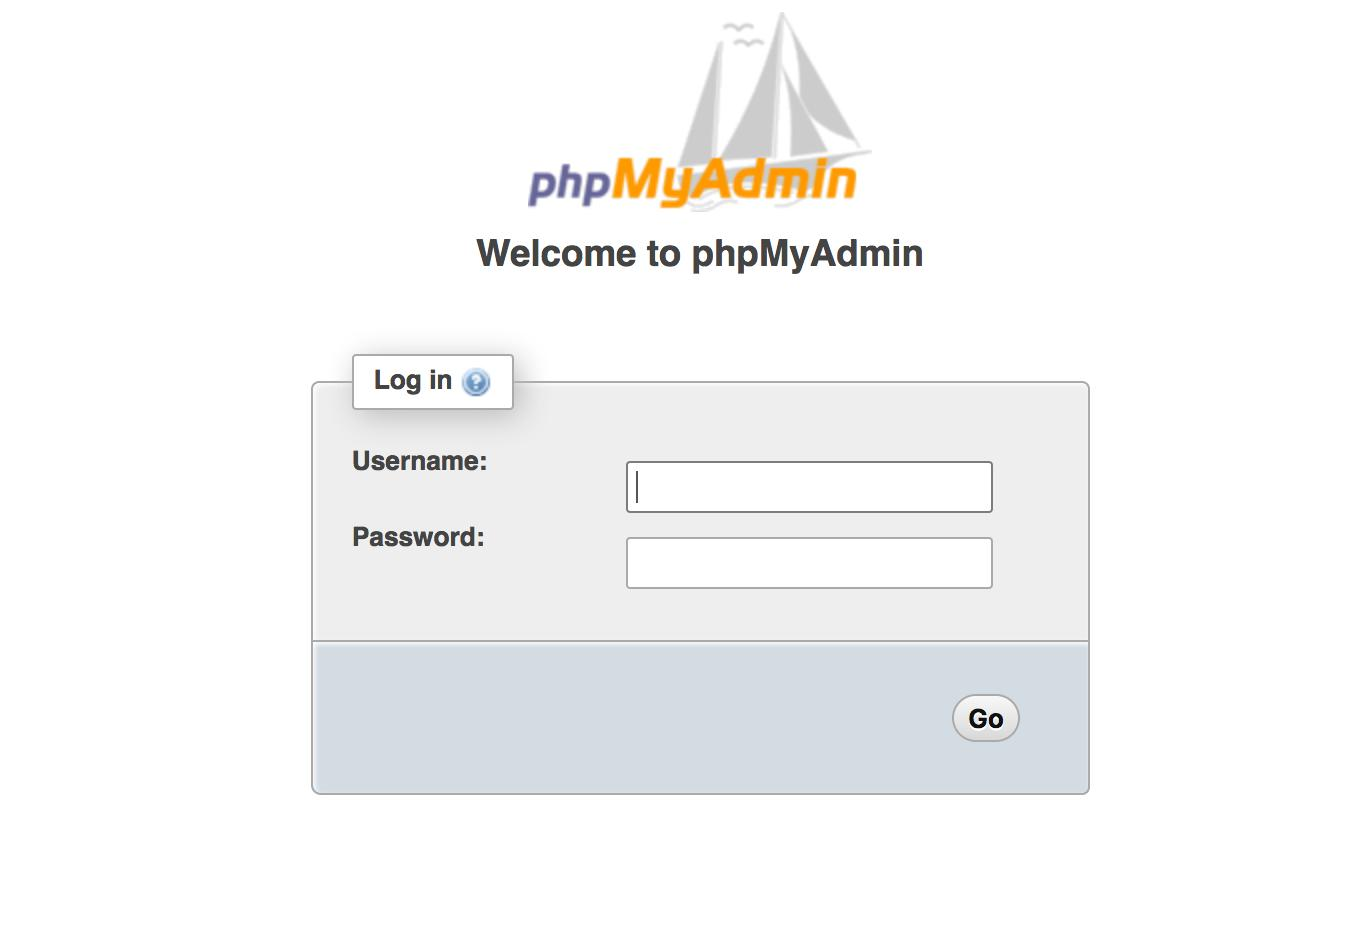 phpMyAdmin
Welcome to phpMyAdmin
Log in ?
Username:
Password:
Go